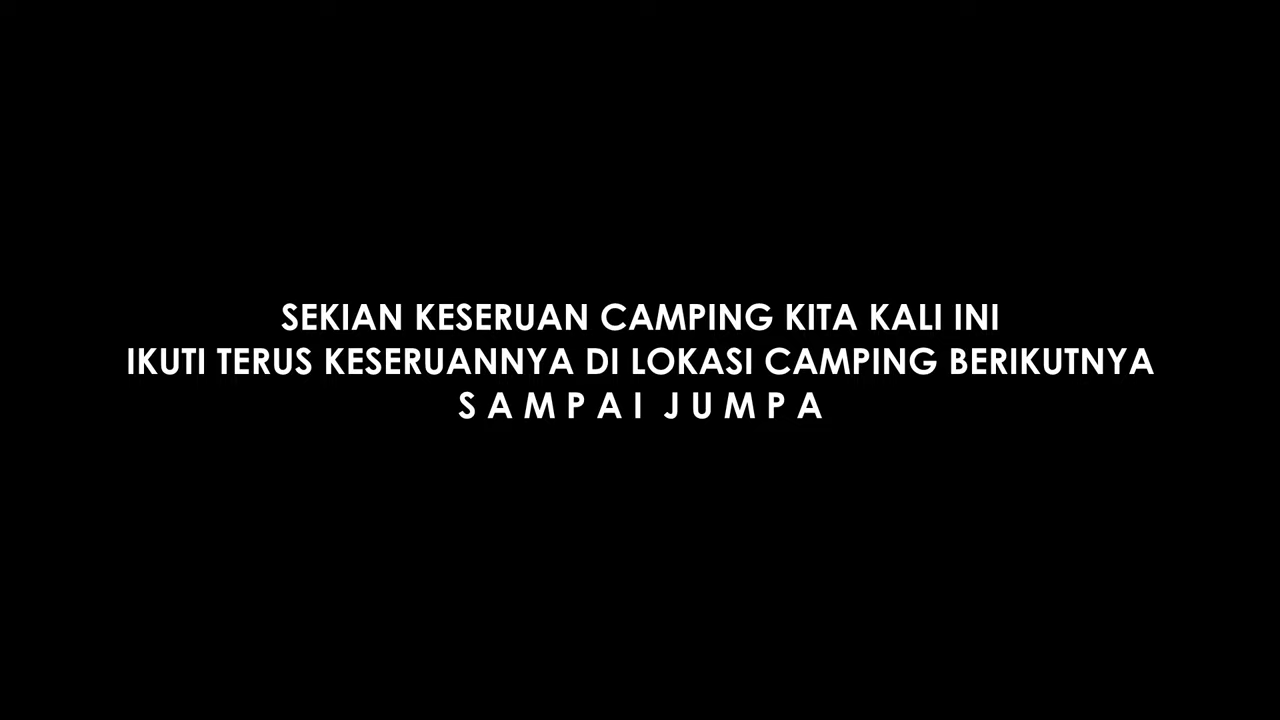 SEKIAN KESERUAN CAMPING KITA KALI INI
IKUTI TERUS KESERUANNYA DI LOKASI CAMPING BERIKUTNYA
S A M P A I  J U M P A